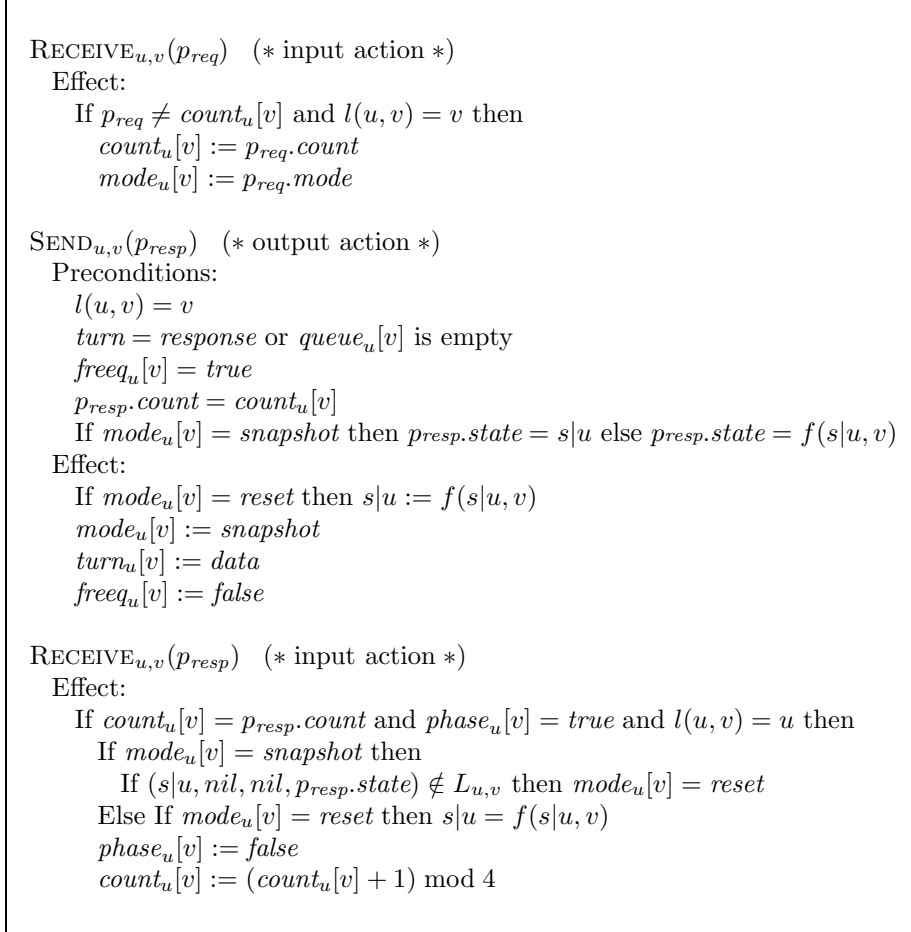 RECEIVE_{u,v}(p_{req}) (∗ input action ∗)
Effect:
If p_{req} ≠ count_u[v] and l(u, v) = v then
count_u[v] := p_{req}.count
mode_u[v] := p_{req}.mode
SEND_{u,v}(p_{resp}) (∗ output action ∗)
Preconditions:
l(u, v) = v
turn = response or queue_u[v] is empty
freeq_u[v] = true
p_{resp}.count = count_u[v]
If mode_u[v] = snapshot then p_{resp}.state = s|u else p_{resp}.state = f(s|u, v)
Effect:
If mode_u[v] = reset then s|u := f(s|u, v)
mode_u[v] := snapshot
turn_u[v] := data
freeq_u[v] := false
RECEIVE_{u,v}(p_{resp}) (∗ input action ∗)
Effect:
If count_u[v] = p_{resp}.count and phase_u[v] = true and l(u, v) = u then
If mode_u[v] = snapshot then
If (s|u, nil, nil, p_{resp}.state) ∉ L_{u,v} then mode_u[v] = reset
Else If mode_u[v] = reset then s|u = f(s|u, v)
phase_u[v] := false
count_u[v] := (count_u[v] + 1) mod 4